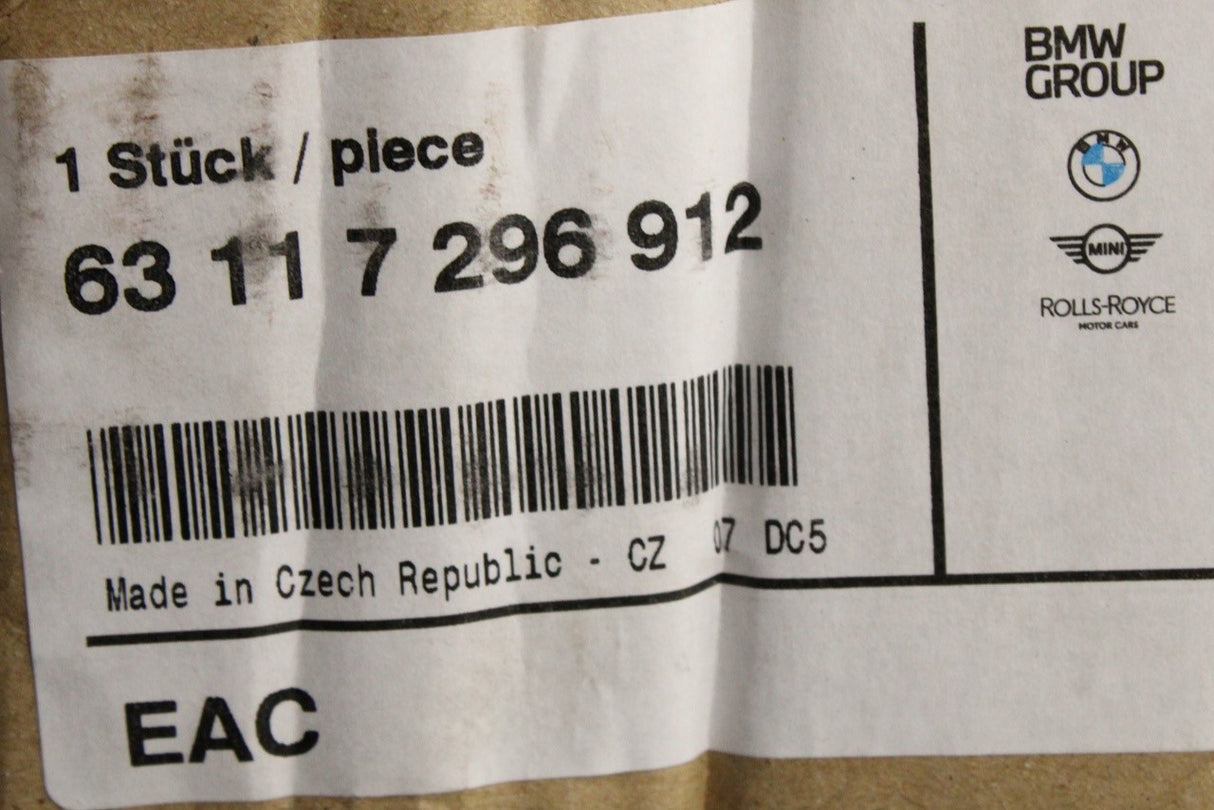 1 Stück / piece
63 11 7 296 912
Made in Czech Republic - CZ 07 DC5
EAC
BMW
GROUP
BMW
MINI
ROLLS-ROYCE
MOTOR CARS